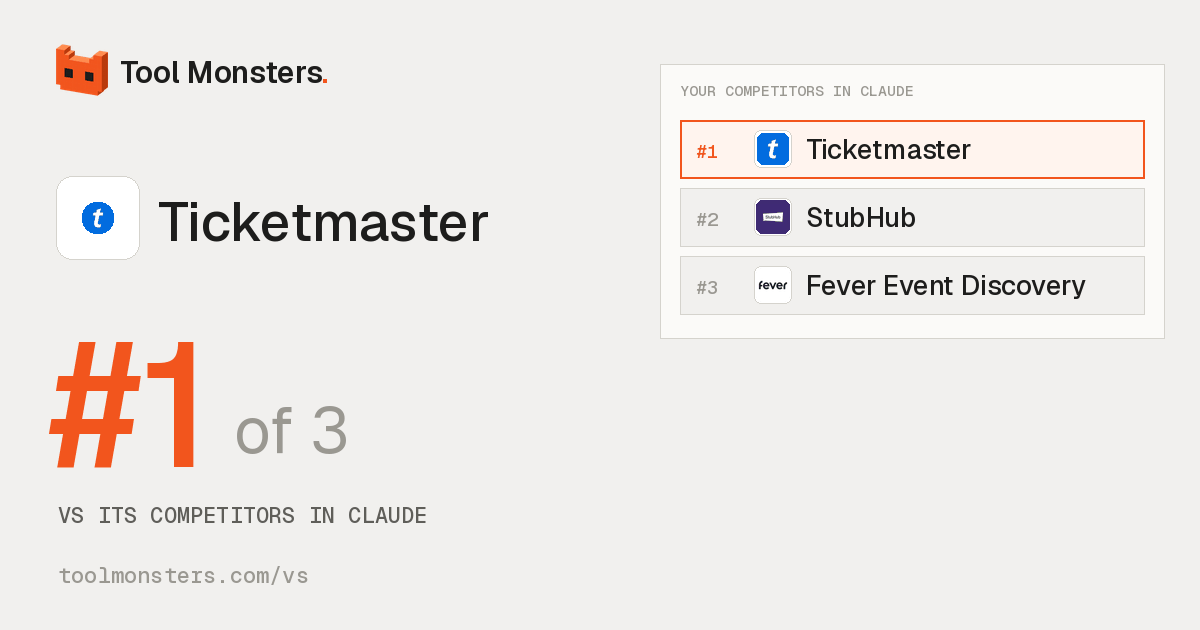 Tool Monsters.
t
Ticketmaster
#1 of 3
VS ITS COMPETITORS IN CLAUDE
toolmonsters.com/vs
YOUR COMPETITORS IN CLAUDE
#1 t Ticketmaster
#2 StubHub StubHub
#3 fever Fever Event Discovery